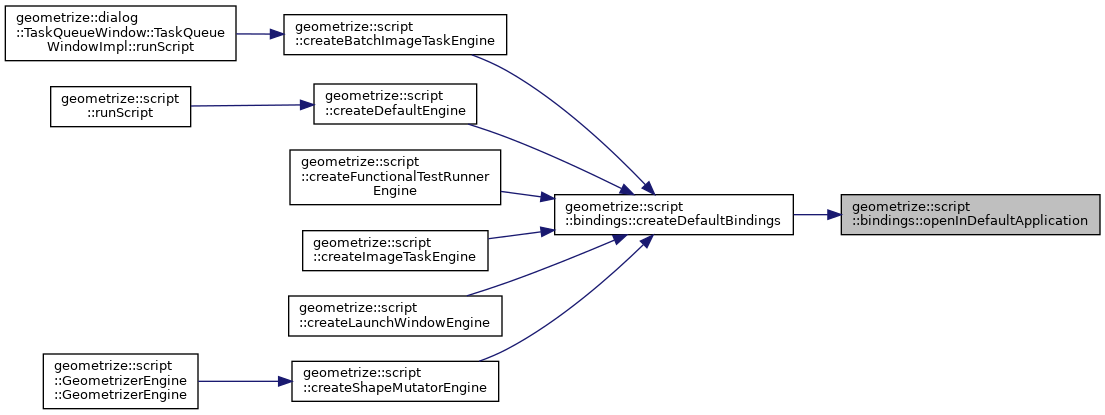 geometrize::dialog
::TaskQueueWindow::TaskQueue
WindowImpl::runScript
geometrize::script
::createBatchImageTaskEngine
geometrize::script
::runScript
geometrize::script
::createDefaultEngine
geometrize::script
::createFunctionalTestRunner
Engine
geometrize::script
::createImageTaskEngine
geometrize::script
::createLaunchWindowEngine
geometrize::script
::GeometrizerEngine
::GeometrizerEngine
geometrize::script
::createShapeMutatorEngine
geometrize::script
::bindings::createDefaultBindings
geometrize::script
::bindings::openInDefaultApplication